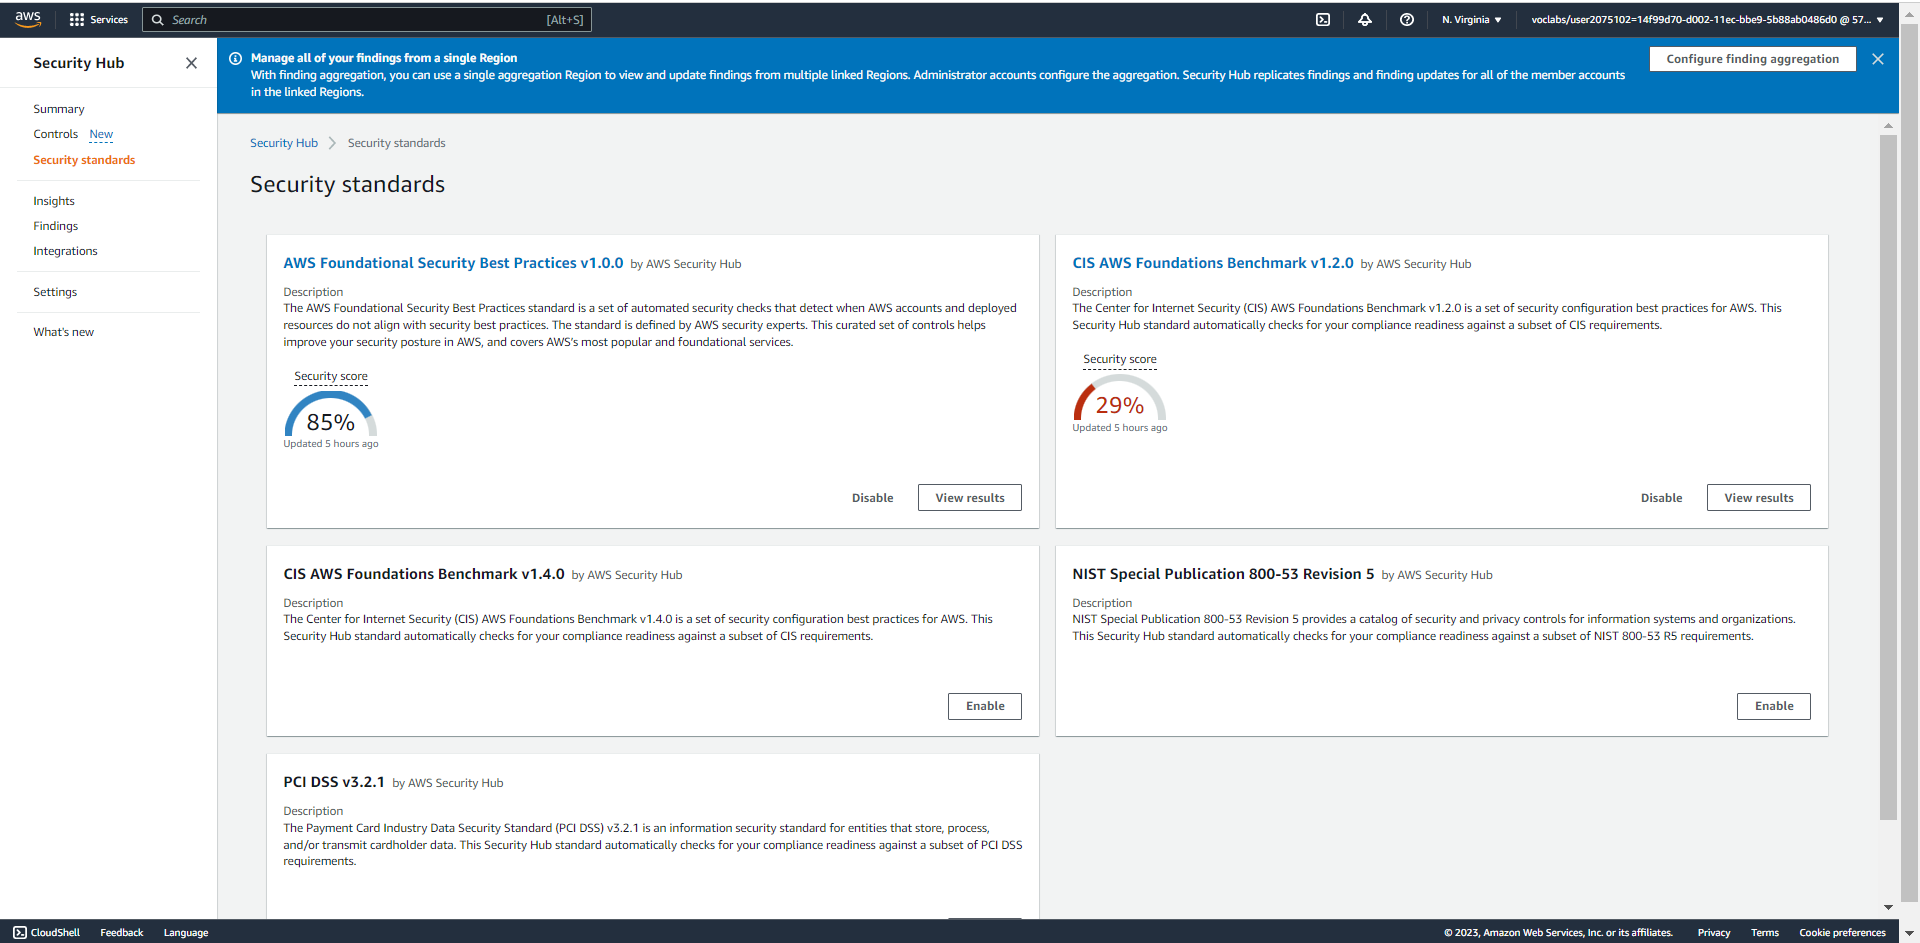 aws
Services
Search
[Alt+S]
N. Virginia
voclabs/user2075102=14f99d70-d002-11ec-bbe9-5b88ab0486d0 @ 57...
Security Hub
Summary
Controls New
Security standards
Insights
Findings
Integrations
Settings
What's new
Manage all of your findings from a single Region
With finding aggregation, you can use a single aggregation Region to view and update findings from multiple linked Regions. Administrator accounts configure the aggregation. Security Hub replicates findings and finding updates for all of the member accounts
in the linked Regions.
Configure finding aggregation
Security Hub
Security standards
Security standards
AWS Foundational Security Best Practices v1.0.0 by AWS Security Hub
Description
The AWS Foundational Security Best Practices standard is a set of automated security checks that detect when AWS accounts and deployed
resources do not align with security best practices. The standard is defined by AWS security experts. This curated set of controls helps
improve your security posture in AWS, and covers AWS's most popular and foundational services.
Security score
85%
Updated 5 hours ago
Disable
View results
CIS AWS Foundations Benchmark v1.2.0 by AWS Security Hub
Description
The Center for Internet Security (CIS) AWS Foundations Benchmark v1.2.0 is a set of security configuration best practices for AWS. This
Security Hub standard automatically checks for your compliance readiness against a subset of CIS requirements.
Security score
29%
Updated 5 hours ago
Disable
View results
CIS AWS Foundations Benchmark v1.4.0 by AWS Security Hub
Description
The Center for Internet Security (CIS) AWS Foundations Benchmark v1.4.0 is a set of security configuration best practices for AWS. This
Security Hub standard automatically checks for your compliance readiness against a subset of CIS requirements.
Enable
NIST Special Publication 800-53 Revision 5 by AWS Security Hub
Description
NIST Special Publication 800-53 Revision 5 provides a catalog of security and privacy controls for information systems and organizations.
This Security Hub standard automatically checks for your compliance readiness against a subset of NIST 800-53 R5 requirements.
Enable
PCI DSS v3.2.1 by AWS Security Hub
Description
The Payment Card Industry Data Security Standard (PCI DSS) v3.2.1 is an information security standard for entities that store, process,
and/or transmit cardholder data. This Security Hub standard automatically checks for your compliance readiness against a subset of PCI DSS
requirements.
CloudShell
Feedback
Language
© 2023, Amazon Web Services, Inc. or its affiliates.
Privacy
Terms
Cookie preferences